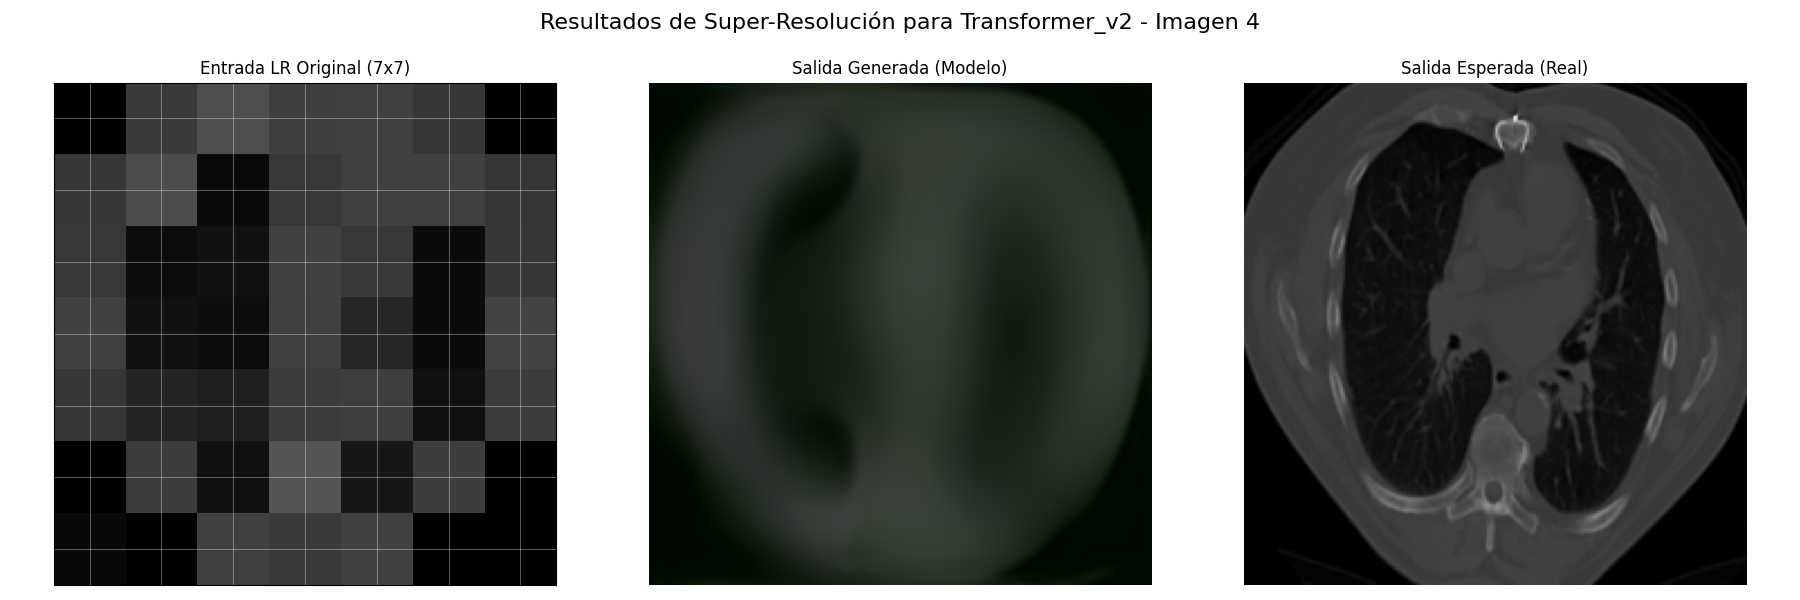 Resultados de Super-Resolución para Transformer_v2 - Imagen 4
Entrada LR Original (7x7)
Salida Generada (Modelo)
Salida Esperada (Real)